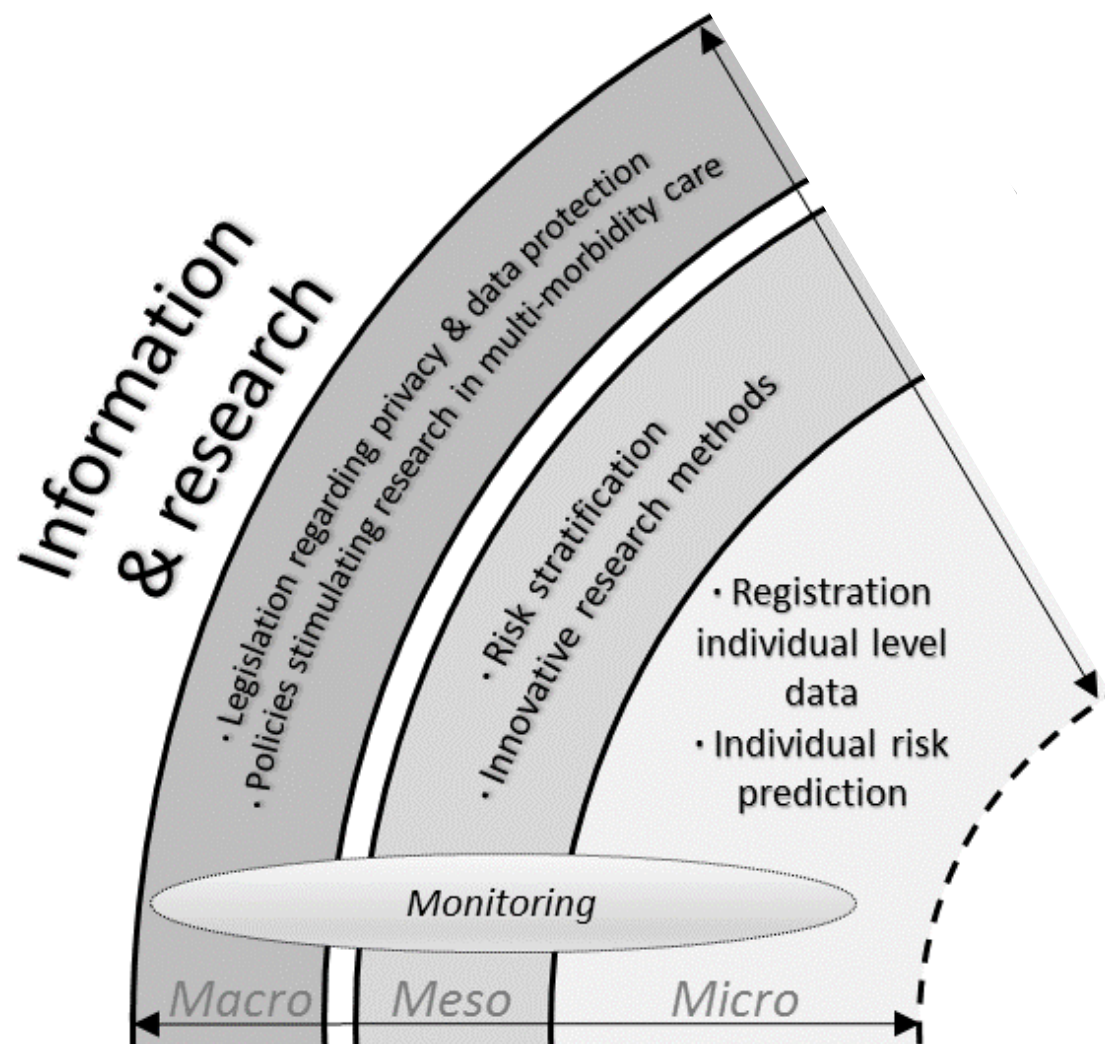 Information
& research
· Legislation regarding privacy & data protection
· Policies stimulating research in multi-morbidity care
· Risk stratification
· Innovative research methods
· Registration
individual level
data
· Individual risk
prediction
Monitoring
Macro
Meso
Micro